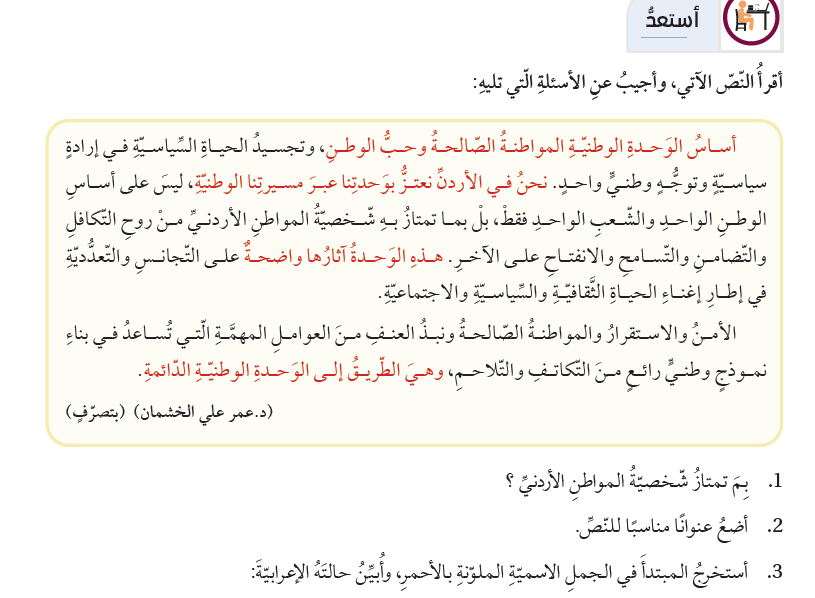 أستعدُّ
أقرأُ النّصّ الآتي، وأجيبُ عنِ الأسئلةِ الّتي تليهِ:
أساسُ الوَحدةِ الوطنيّةِ المواطنةُ الصّالحةُ وحبُّ الوطنِ، وتجسيدُ الحياةِ السِّياسيّةِ في إرادةٍ
سياسيّةٍ وتوجُّهٍ وطنيٍّ واحدٍ. نحنُ في الأردنِّ نعتزُّ بوَحدتِنا عبرَ مسيرتِنا الوطنيّةِ، ليسَ على أساسِ
الوطنِ الواحدِ والشّعبِ الواحدِ فقطْ، بلْ بما تمتازُ بهِ شّخصيّةُ المواطنِ الأردنيِّ منْ روحِ التّكافلِ
والتّضامنِ والتّسامحِ والانفتاحِ على الآخرِ. هذهِ الوَحدةُ آثارُها واضحةٌ على التّجانسِ والتّعدُّديّةِ
في إطارِ إغناءِ الحياةِ الثَّقافيّةِ والسِّياسيّةِ والاجتماعيّةِ.
الأمنُ والاستقرارُ والمواطنةُ الصّالحةُ ونبذُ العنفِ منَ العواملِ المهمَّةِ الّتي تُساعدُ في بناءِ
نموذجٍ وطنيٍّ رائعٍ منَ التّكاتفِ والتّلاحمِ، وهيَ الطّريقُ إلى الوَحدةِ الوطنيّةِ الدّائمةِ.
(د.عمر علي الخشمان) (بتصرّفٍ)
1. بِمَ تمتازُ شّخصيّةُ المواطنِ الأردنيِّ ؟
2. أضعُ عنوانًا مناسبًا للنّصِّ.
3. أستخرجُ المبتدأَ في الجملِ الاسميّةِ الملوّنةِ بالأحمرِ، وأُبيِّنُ حالتَهُ الإعرابيّةَ: